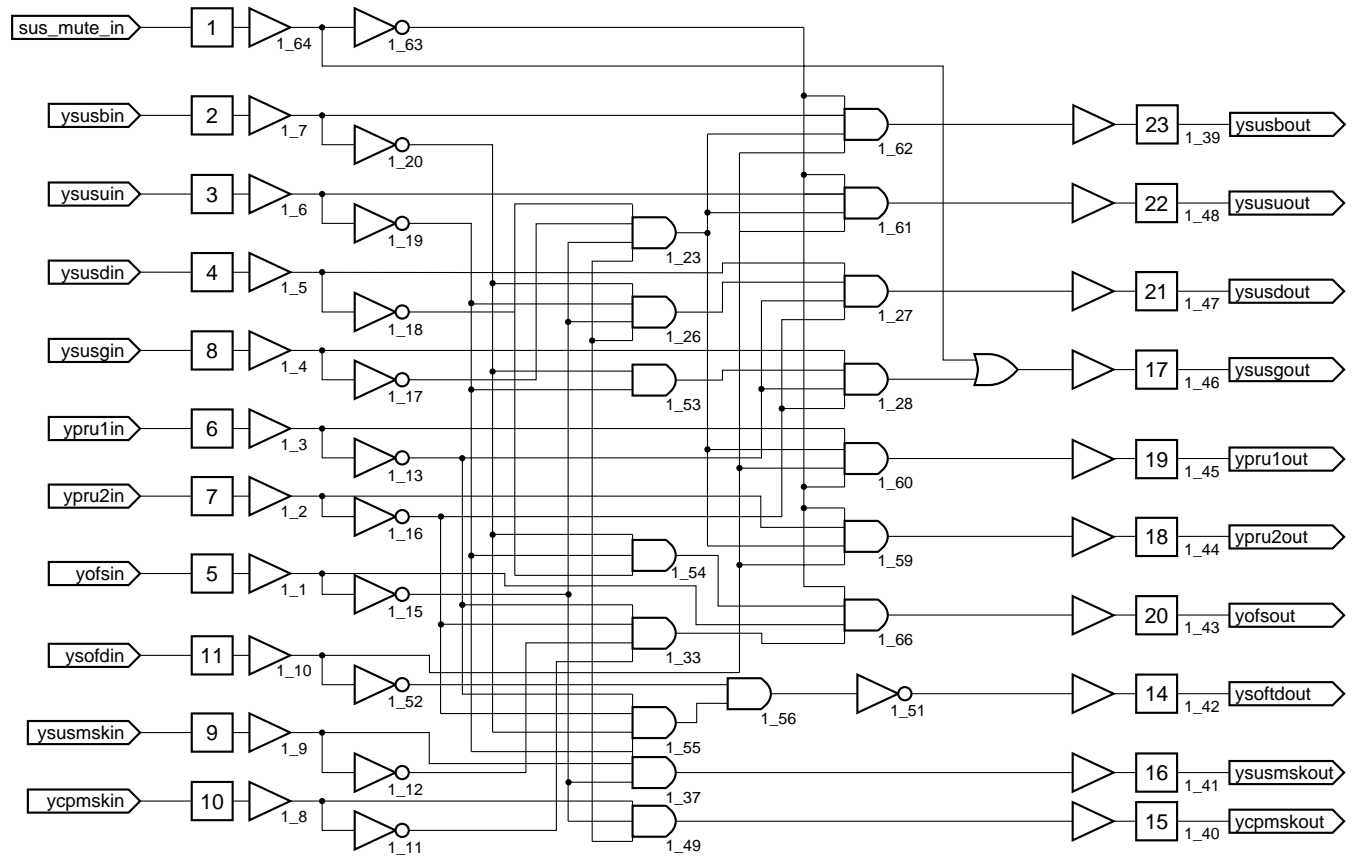 sus_mute_in 1 1_64 1_63
ysusbin 2 1_7 1_20 1_62 23 1_39 ysusbout
ysusuin 3 1_6 1_19 1_23 1_61 22 1_48 ysusuout
ysusdin 4 1_5 1_18 1_26 1_27 21 1_47 ysusdout
ysusgin 8 1_4 1_17 1_53 1_28 17 1_46 ysusgout
ypru1in 6 1_3 1_13 1_60 19 1_45 ypru1out
ypru2in 7 1_2 1_16 1_59 18 1_44 ypru2out
yofsin 5 1_1 1_15 1_54 1_66 20 1_43 yofsout
ysofdin 11 1_10 1_52 1_33 1_56 1_51 14 1_42 ysoftdout
ysusmskin 9 1_9 1_12 1_55 1_37 16 1_41 ysusmskout
ycpmskin 10 1_8 1_11 1_49 15 1_40 ycpmskout